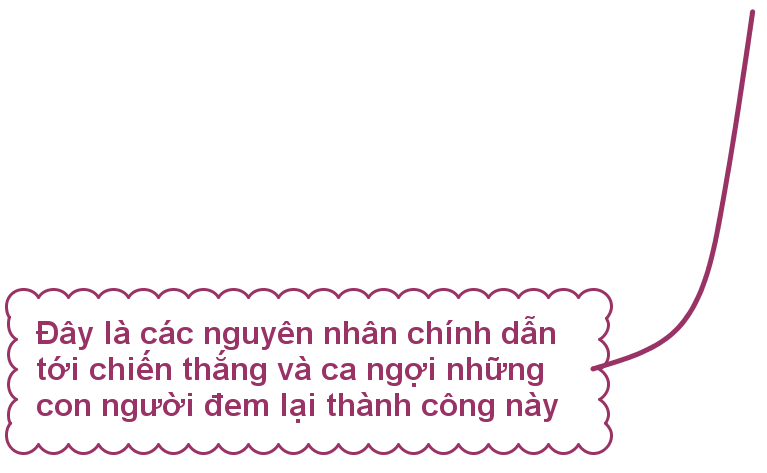 Đây là các nguyên nhân chính dẫn
tới chiến thắng và ca ngợi những
con người đem lại thành công này